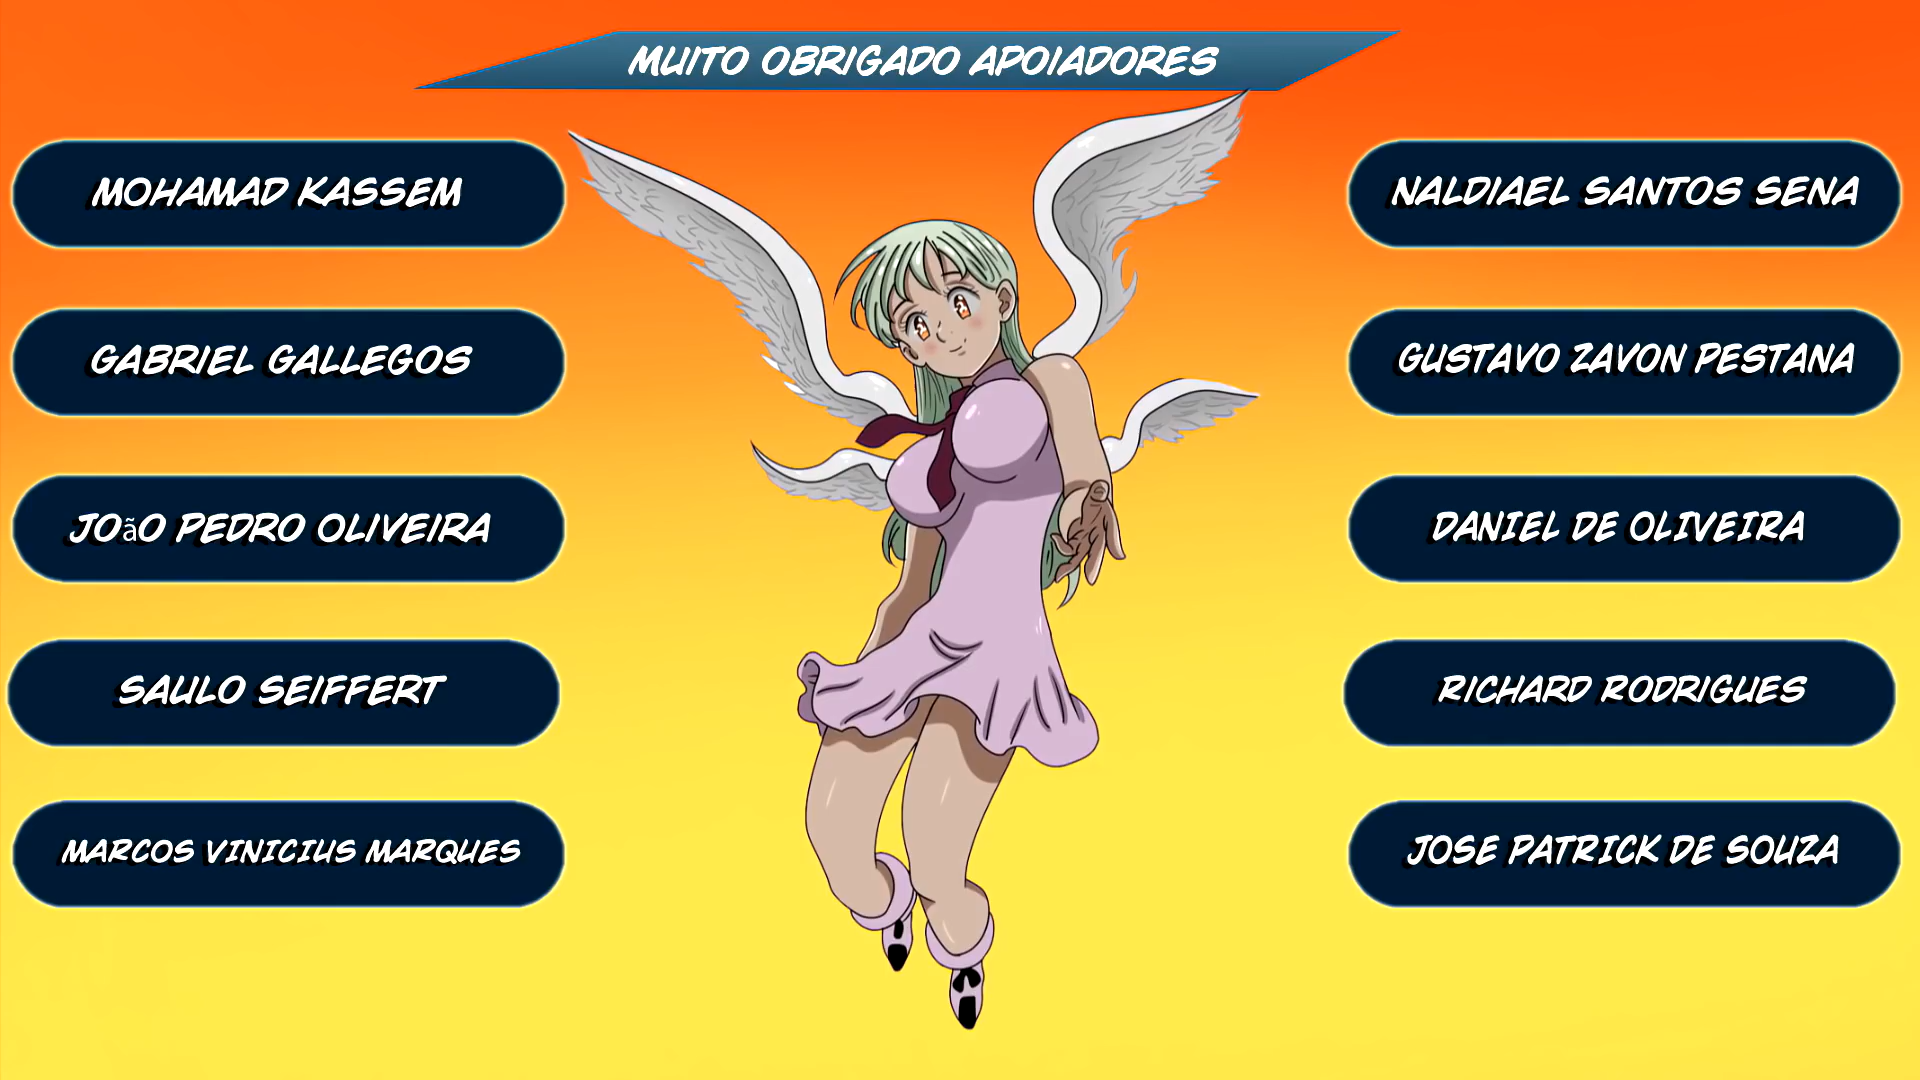 MUITO OBRIGADO APOIADORES
MOHAMAD KASSEM
GABRIEL GALLEGOS
JOãO PEDRO OLIVEIRA
SAULO SEIFFERT
MARCOS VINICIUS MARQUES
NALDIAEL SANTOS SENA
GUSTAVO ZAVON PESTANA
DANIEL DE OLIVEIRA
RICHARD RODRIGUES
JOSE PATRICK DE SOUZA